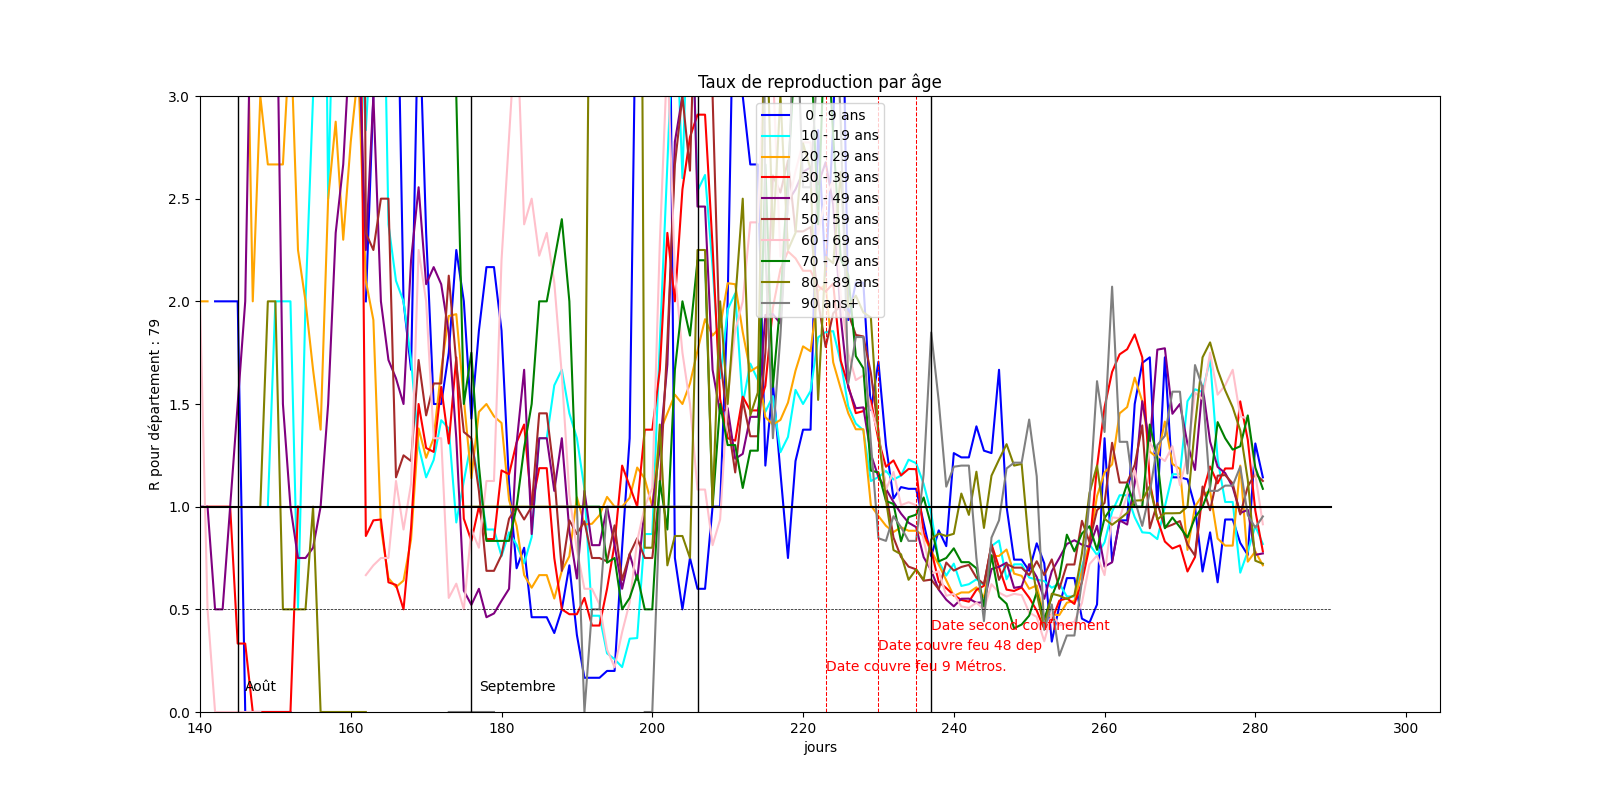 Taux de reproduction par âge
3.0
2.5
2.0
1.5
1.0
0.5
0.0
R pour département : 79
0 - 9 ans
10 - 19 ans
20 - 29 ans
30 - 39 ans
40 - 49 ans
50 - 59 ans
60 - 69 ans
70 - 79 ans
80 - 89 ans
90 ans+
Date second confinement
Date couvre feu 48 dep
Date couvre feu 9 Métros.
Août
Septembre
140 160 180 200 220 240 260 280 300
jours